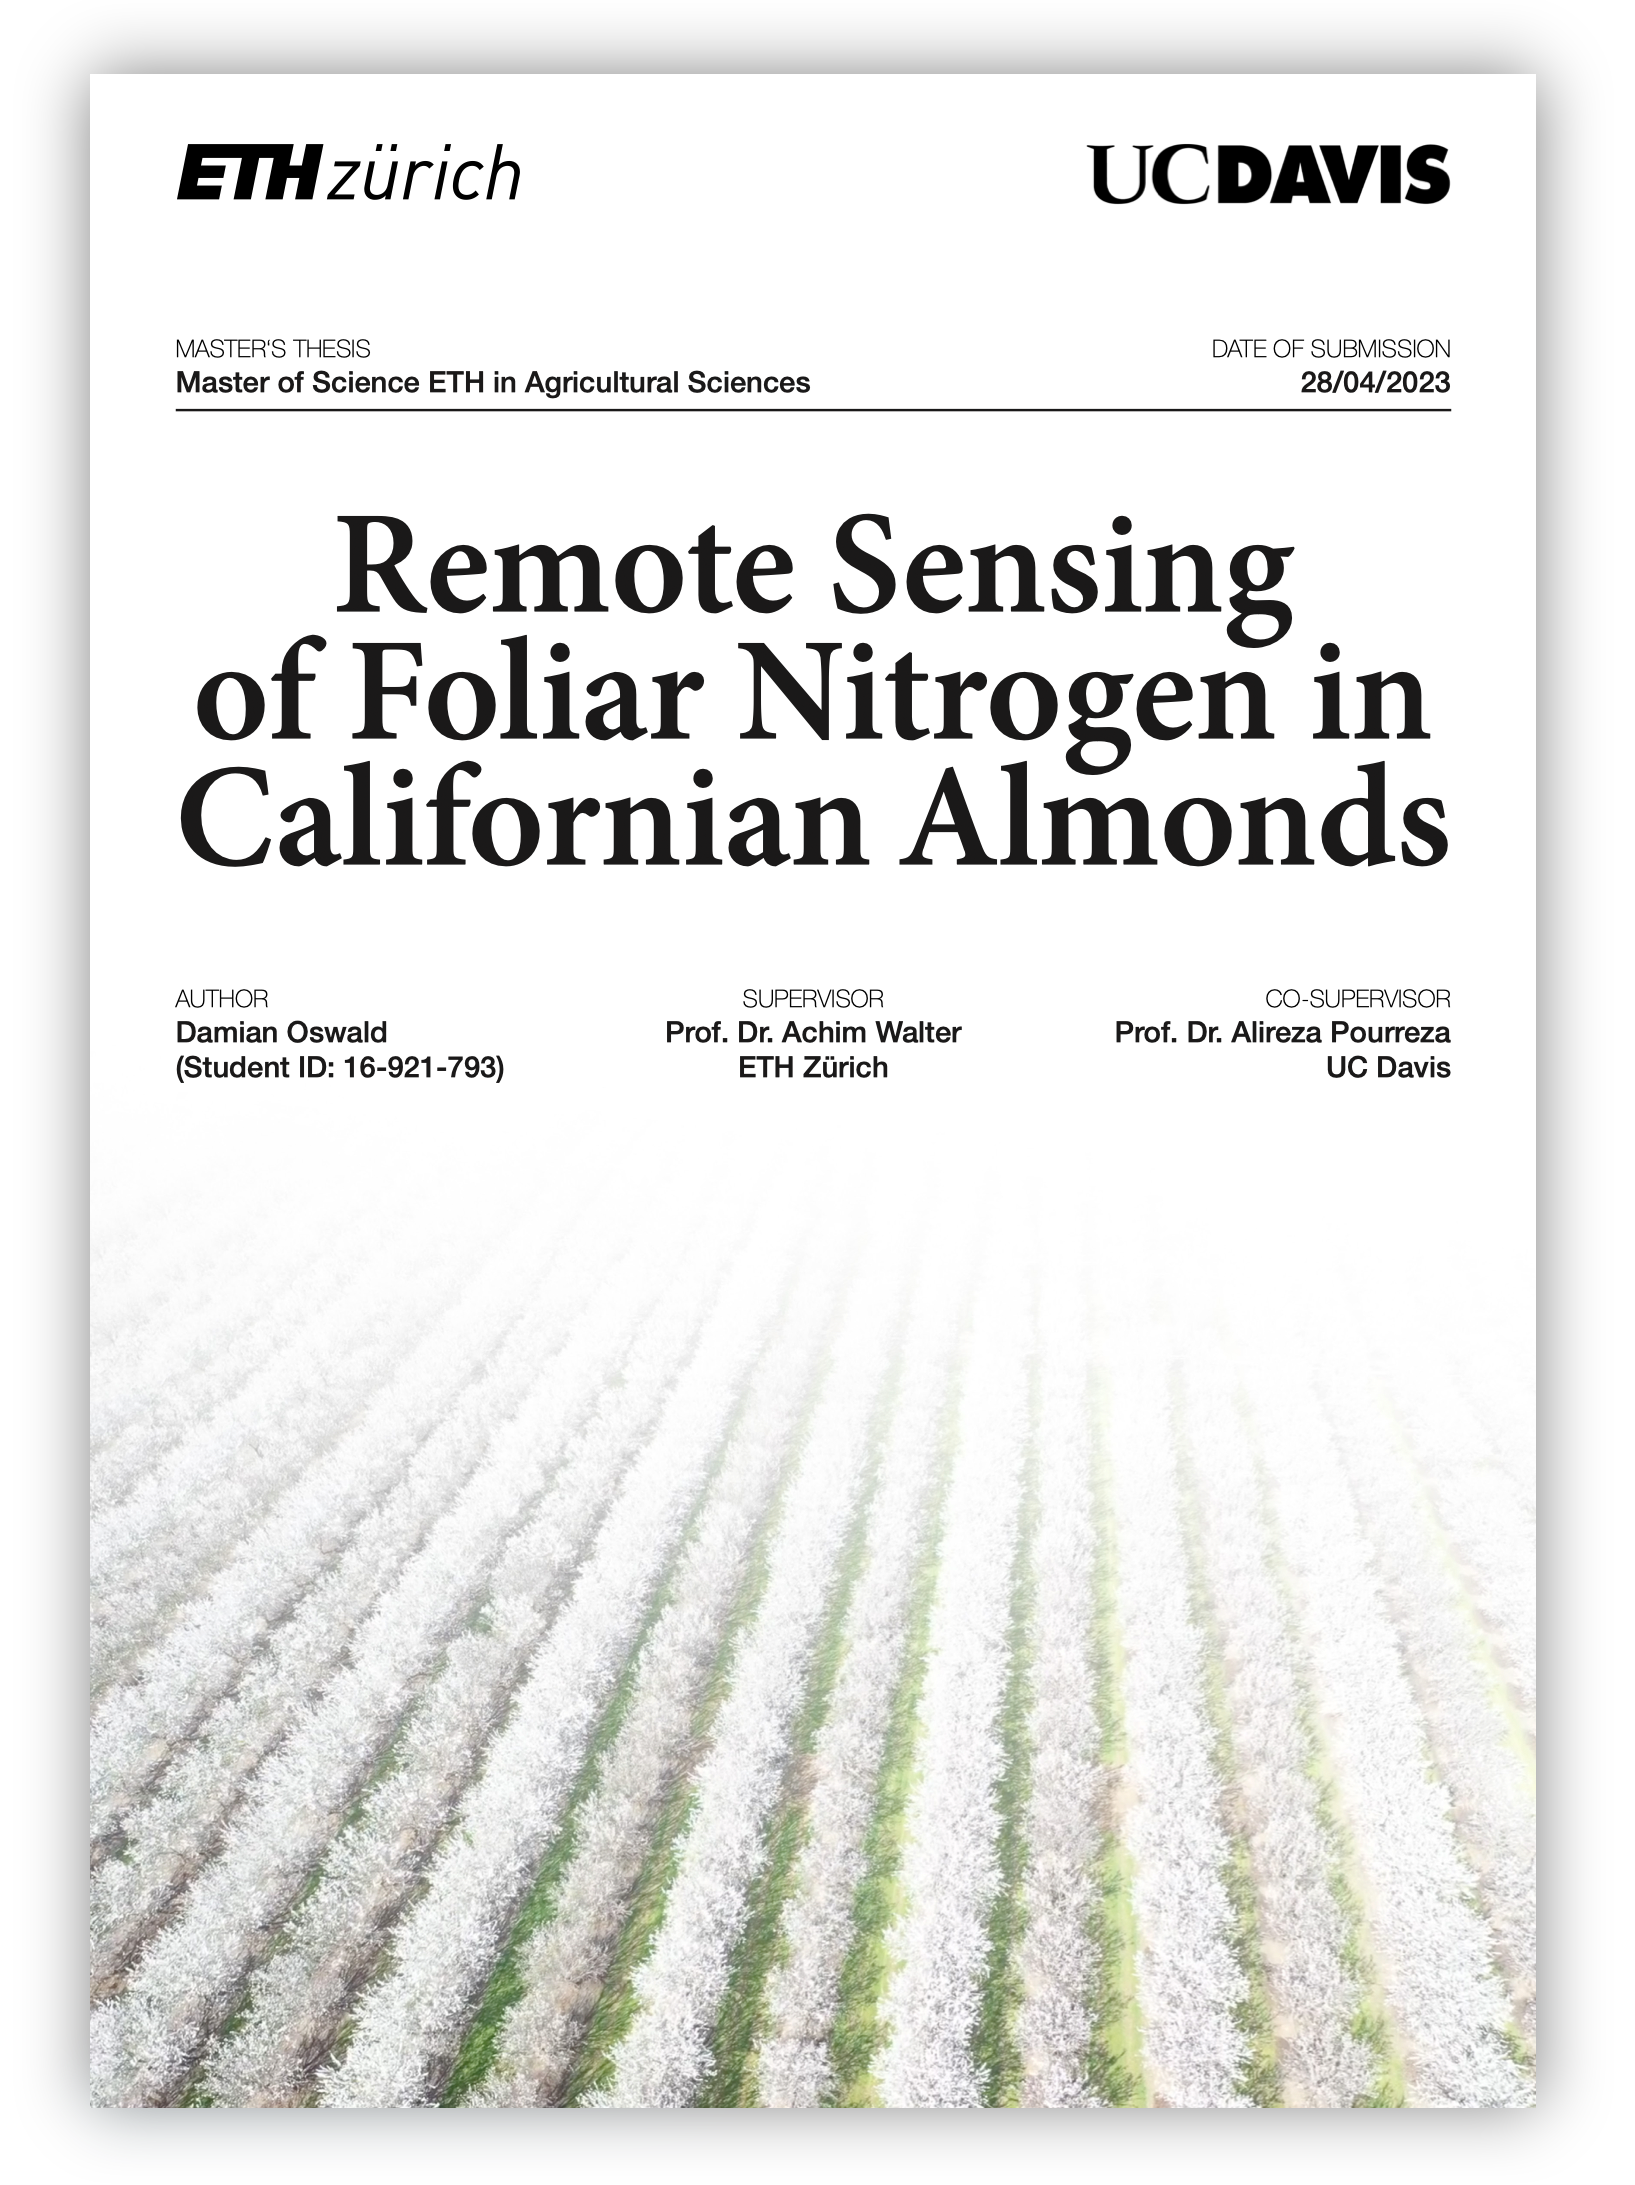 ETH zürich
UC DAVIS
MASTER'S THESIS
Master of Science ETH in Agricultural Sciences
DATE OF SUBMISSION
28/04/2023
Remote Sensing
of Foliar Nitrogen in
Californian Almonds
AUTHOR
Damian Oswald
(Student ID: 16-921-793)
SUPERVISOR
Prof. Dr. Achim Walter
ETH Zürich
CO-SUPERVISOR
Prof. Dr. Alireza Pourreza
UC Davis